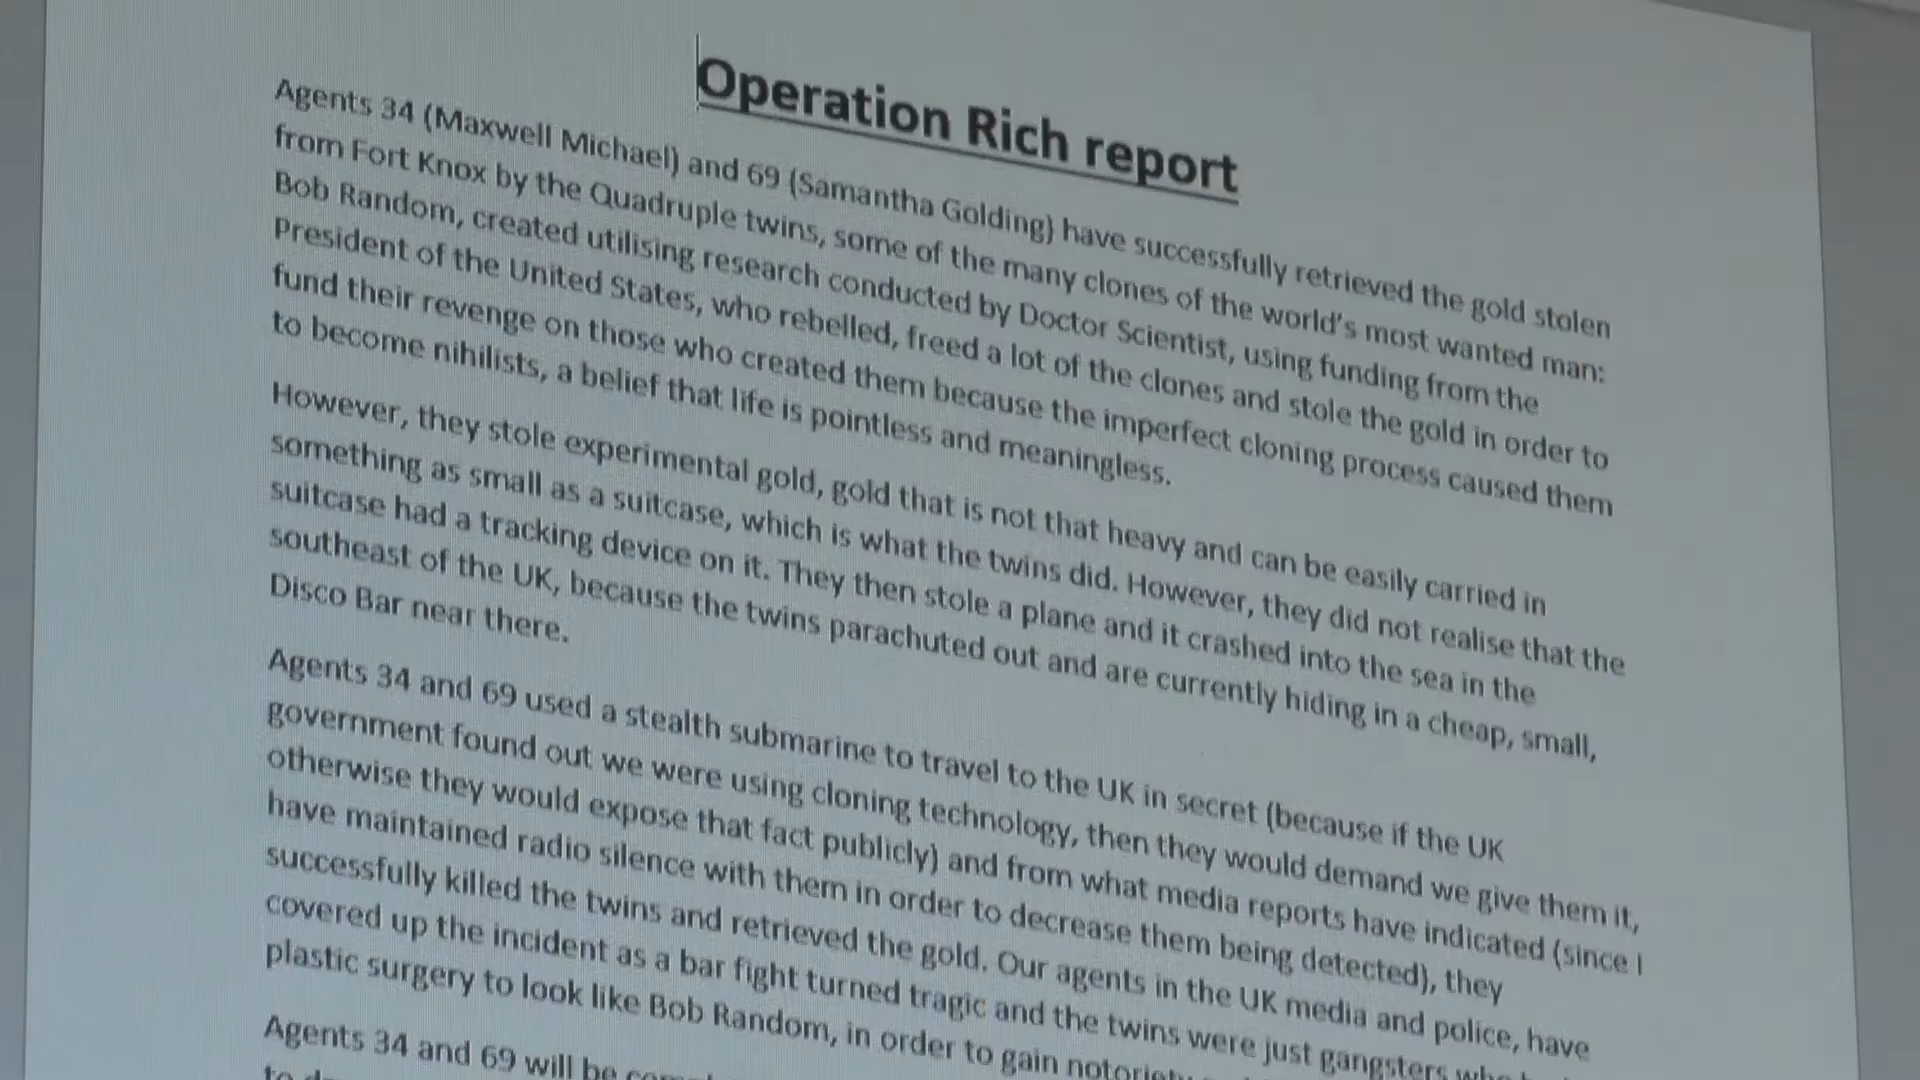 Operation Rich report
Agents 34 (Maxwell Michael) and 69 (Samantha Golding) have successfully retrieved the gold stolen
from Fort Knox by the Quadruple twins, some of the many clones of the world's most wanted man:
Bob Random, created utilising research conducted by Doctor Scientist, using funding from the
President of the United States, who rebelled, freed a lot of the clones and stole the gold in order to
fund their revenge on those who created them because the imperfect cloning process caused them
to become nihilists, a belief that life is pointless and meaningless.
However, they stole experimental gold, gold that is not that heavy and can be easily carried in
something as small as a suitcase, which is what the twins did. However, they did not realise that the
suitcase had a tracking device on it. They then stole a plane and it crashed into the sea in the
southeast of the UK, because the twins parachuted out and are currently hiding in a cheap, small,
Disco Bar near there.
Agents 34 and 69 used a stealth submarine to travel to the UK in secret (because if the UK
government found out we were using cloning technology, then they would demand we give them it,
otherwise they would expose that fact publicly) and from what media reports have indicated (since I
have maintained radio silence with them in order to decrease them being detected), they
successfully killed the twins and retrieved the gold. Our agents in the UK media and police, have
covered up the incident as a bar fight turned tragic and the twins were just gangsters who
plastic surgery to look like Bob Random, in order to gain
Agents 34 and 69 will be
to